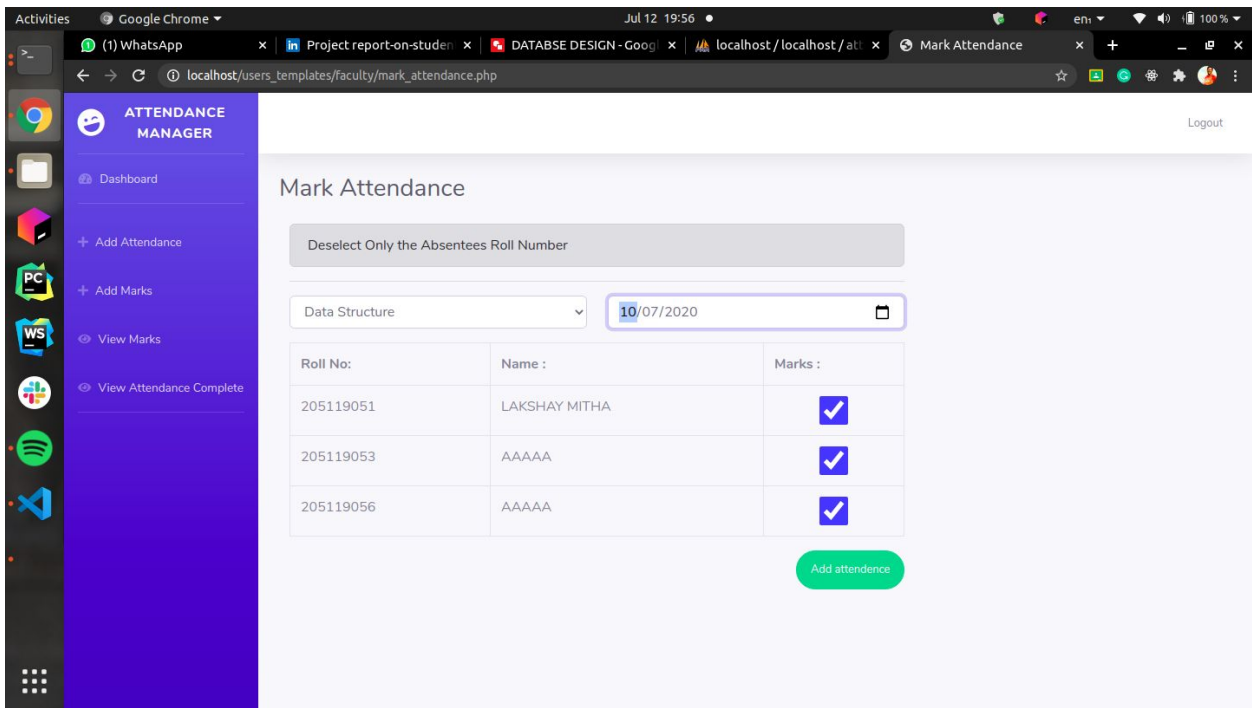 Activities Google Chrome Jul 12 19:56 en₁ 100 %
(1) WhatsApp Project report-on-studen DATABSE DESIGN - Googl localhost / localhost / att Mark Attendance
localhost/users_templates/faculty/mark_attendance.php
ATTENDANCE
MANAGER
Logout
Dashboard
Mark Attendance
Add Attendance
Deselect Only the Absentees Roll Number
Add Marks
Data Structure 10/07/2020
View Marks
Roll No: Name : Marks :
View Attendance Complete
205119051 LAKSHAY MITHA
205119053 AAAAA
205119056 AAAAA
Add attendence
PC
WS